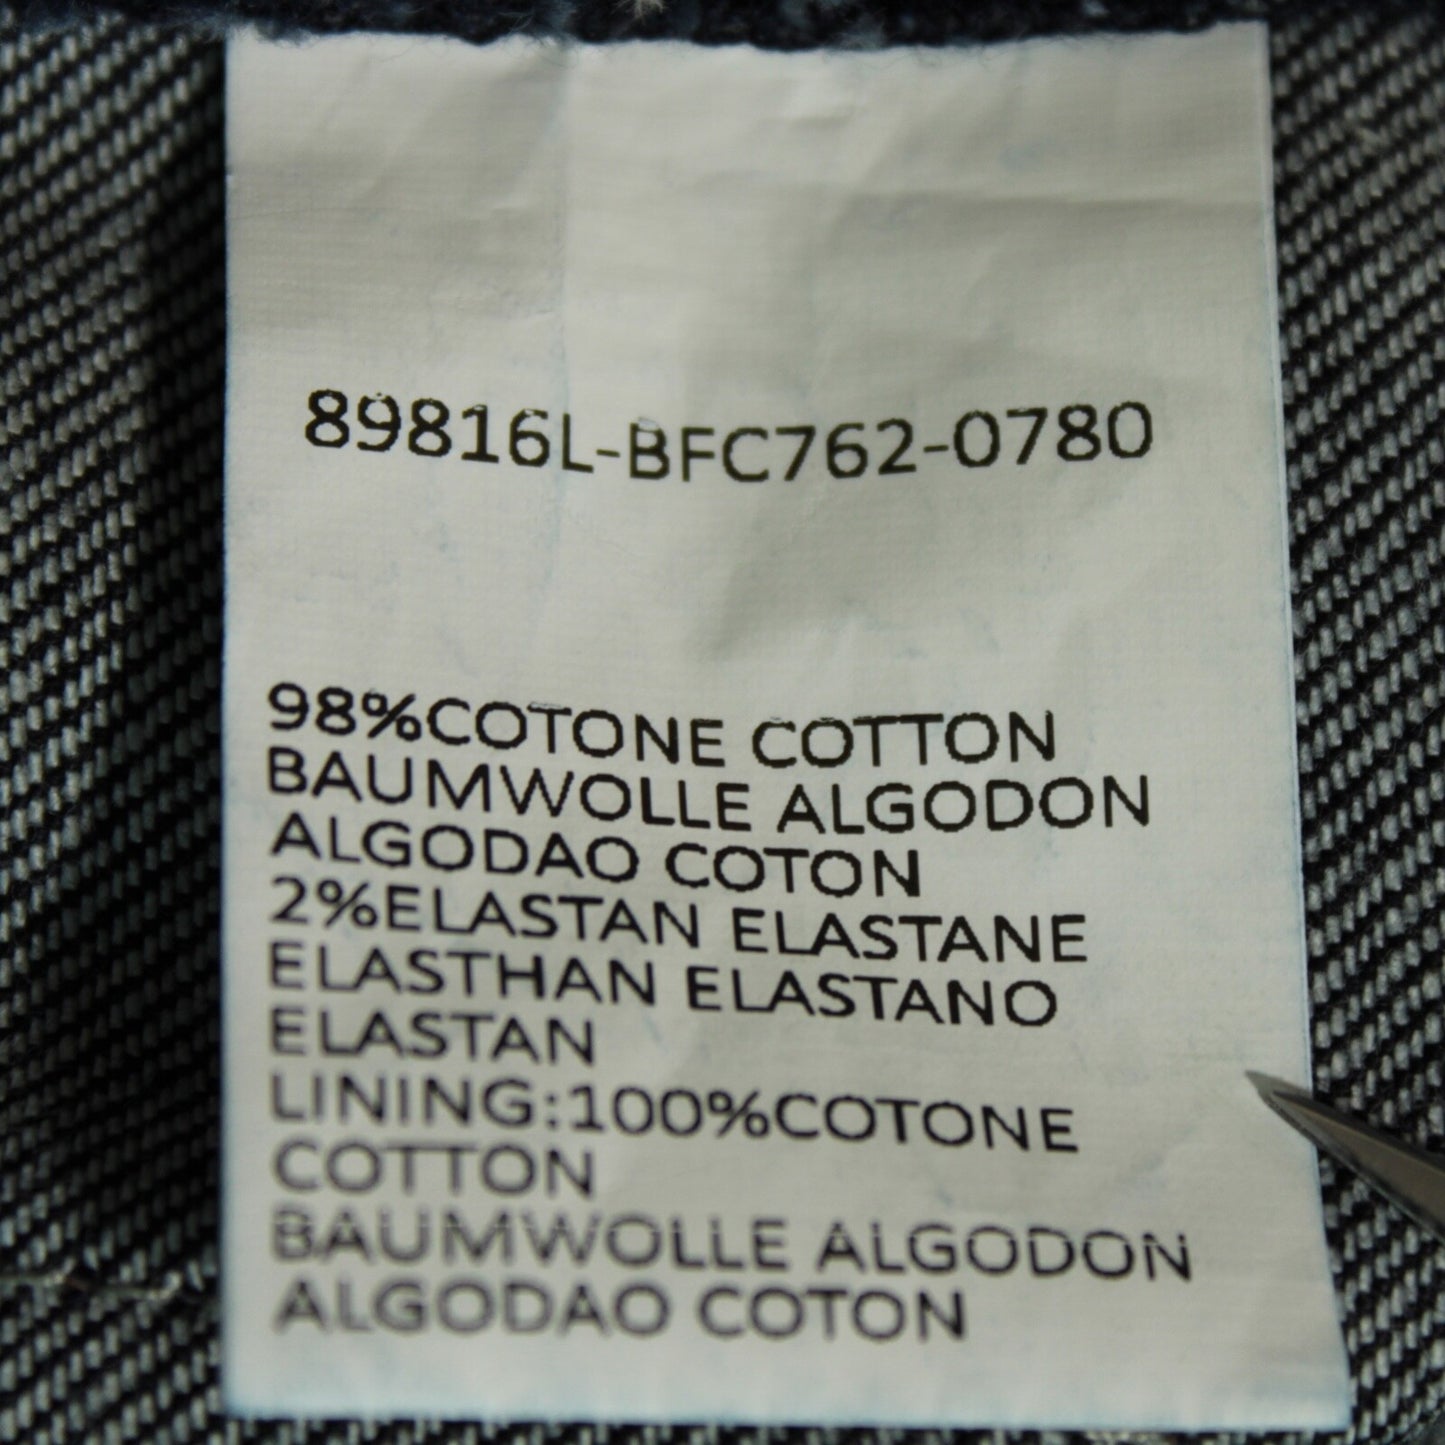 89816L-BFC762-0780
98%COTONE COTTON
BAUMWOLLE ALGODON
ALGODAO COTON
2%ELASTAN ELASTANE
ELASTHAN ELASTANO
ELASTAN
LINING:100%COTONE
COTTON
BAUMWOLLE ALGODON
ALGODAO COTON